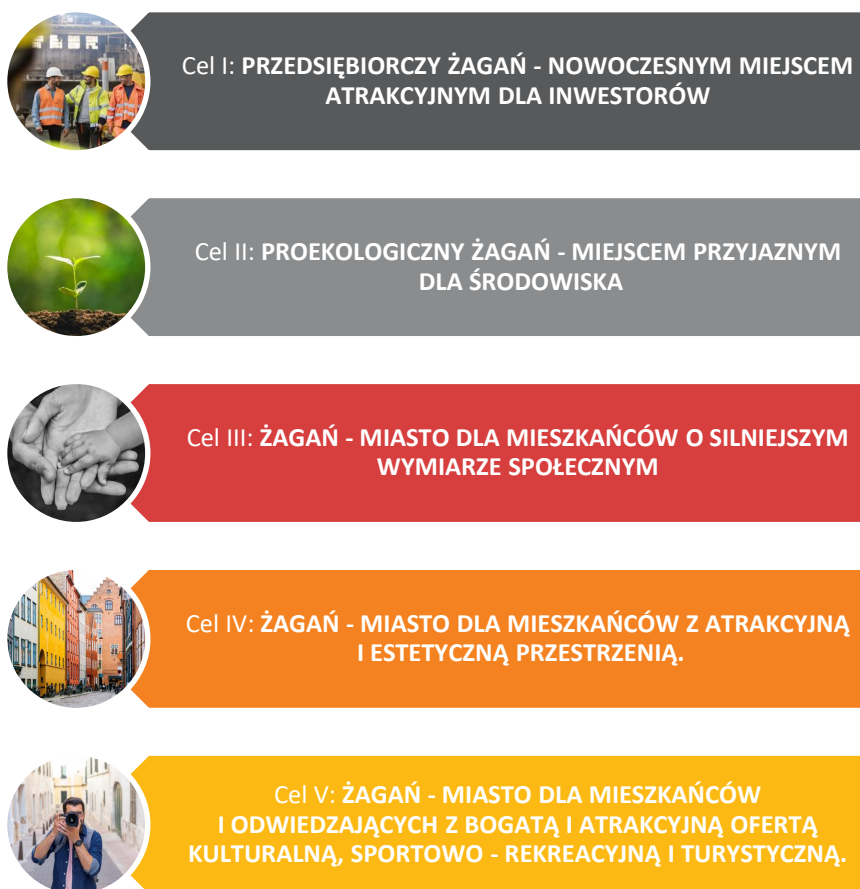 Cel I: PRZEDSIĘBIORCZY ŻAGAŃ - NOWOCZESNYM MIEJSCEM
ATRAKCYJNYM DLA INWESTORÓW
Cel II: PROEKOLOGICZNY ŻAGAŃ - MIEJSCEM PRZYJAZNYM
DLA ŚRODOWISKA
Cel III: ŻAGAŃ - MIASTO DLA MIESZKAŃCÓW O SILNIEJSZYM
WYMIARZE SPOŁECZNYM
Cel IV: ŻAGAŃ - MIASTO DLA MIESZKAŃCÓW Z ATRAKCYJNĄ
I ESTETYCZNĄ PRZESTRZENIĄ.
Cel V: ŻAGAŃ - MIASTO DLA MIESZKAŃCÓW
I ODWIEDZAJĄCYCH Z BOGATĄ I ATRAKCYJNĄ OFERTĄ
KULTURALNĄ, SPORTOWO - REKREACYJNĄ I TURYSTYCZNĄ.